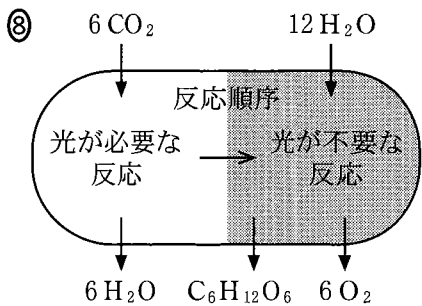 ⑧ 6 CO₂ 12 H₂O
反応順序
光が必要な 光が不要な
反応 → 反応
6 H₂O C₆H₁₂O₆ 6 O₂